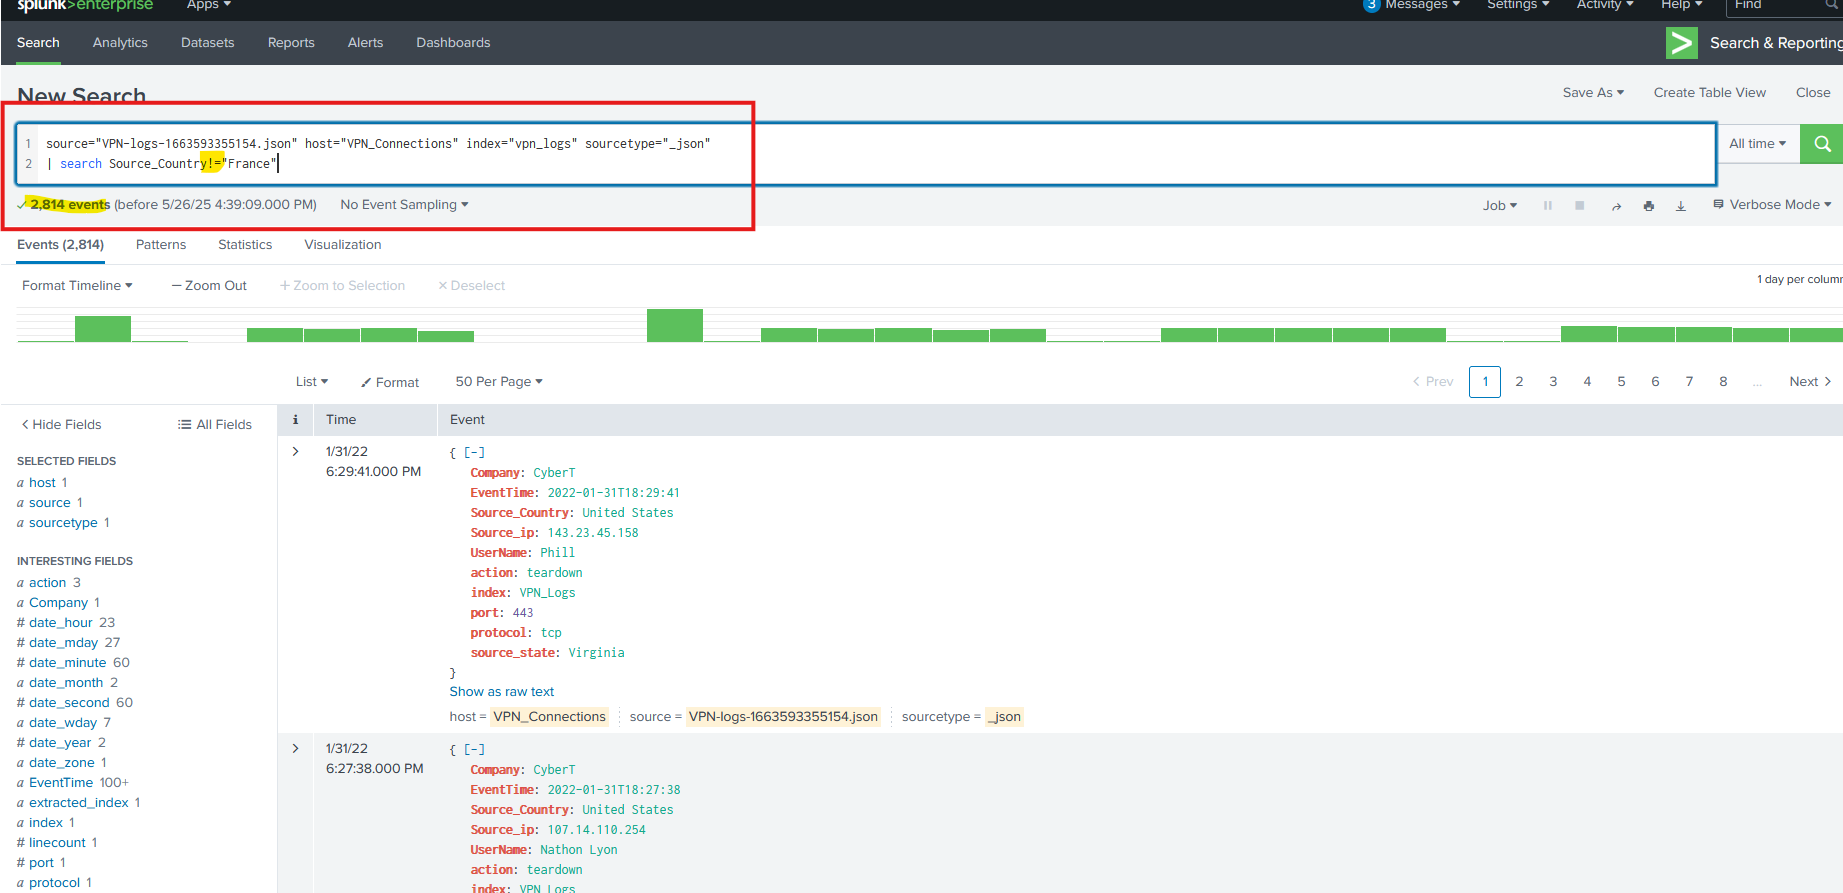 splunk>enterprise Apps 3 Messages Settings Activity Help Find
Search Analytics Datasets Reports Alerts Dashboards Search & Reporting
New Search
Save As Create Table View Close
1 source="VPN-logs-1663593355154.json" host="VPN_Connections" index="vpn_logs" sourcetype="_json"
2 | search Source_Country!="France"
All time
2,814 events (before 5/26/25 4:39:09.000 PM) No Event Sampling Job Verbose Mode
Events (2,814) Patterns Statistics Visualization
Format Timeline — Zoom Out + Zoom to Selection × Deselect
1 day per column
List Format 50 Per Page < Prev 1 2 3 4 5 6 7 8 ... Next >
< Hide Fields All Fields
i Time Event
SELECTED FIELDS
a host 1
a source 1
a sourcetype 1
INTERESTING FIELDS
a action 3
a Company 1
# date_hour 23
# date_mday 27
# date_minute 60
a date_month 2
# date_second 60
a date_wday 7
# date_year 2
a date_zone 1
a EventTime 100+
a extracted_index 1
a index 1
# linecount 1
# port 1
a protocol 1
> 1/31/22
6:29:41.000 PM
{ [-]
Company: CyberT
EventTime: 2022-01-31T18:29:41
Source_Country: United States
Source_ip: 143.23.45.158
UserName: Phill
action: teardown
index: VPN_Logs
port: 443
protocol: tcp
source_state: Virginia
}
Show as raw text
host = VPN_Connections source = VPN-logs-1663593355154.json sourcetype = _json
> 1/31/22
6:27:38.000 PM
{ [-]
Company: CyberT
EventTime: 2022-01-31T18:27:38
Source_Country: United States
Source_ip: 107.14.110.254
UserName: Nathon Lyon
action: teardown
index: VPN_Logs